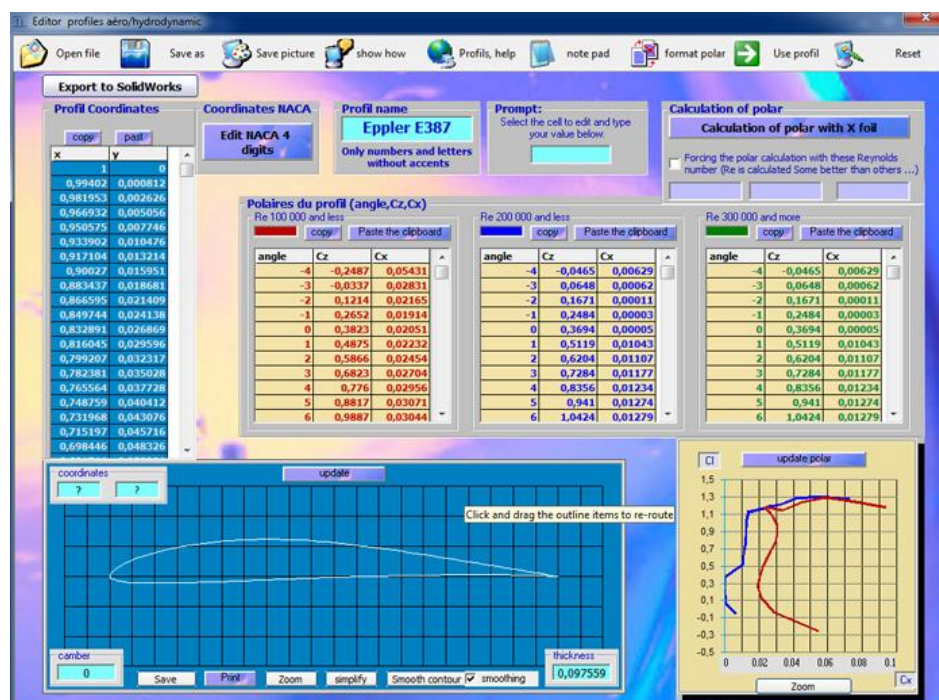 Editor profiles aéro/hydrodynamic
Open file Save as Save picture show how Profils, help note pad format polar Use profil Reset
Export to SolidWorks
Profil Coordinates
copy past
x y
1 0
0,99402 0,000812
0,981953 0,002626
0,966932 0,005056
0,950575 0,007746
0,933902 0,010476
0,917104 0,013214
0,90027 0,015951
0,883437 0,018681
0,866595 0,021409
0,849744 0,024138
0,832891 0,026869
0,816045 0,029596
0,799207 0,032317
0,782381 0,035028
0,765564 0,037728
0,748759 0,040412
0,731968 0,043076
0,715197 0,045716
0,698446 0,048326
Coordinates NACA
Edit NACA 4
digits
Profil name
Eppler E387
Only numbers and letters
without accents
Prompt:
Select the cell to edit and type
your value below:
Calculation of polar
Calculation of polar with X foil
Forcing the polar calculation with these Reynolds
number (Re is calculated Some better than others ...)
Polaires du profil (angle,Cz,Cx)
Re 100 000 and less
copy Paste the clipboard
angle Cz Cx
-4 -0,2487 0,05431
-3 -0,0337 0,02831
-2 0,1214 0,02165
-1 0,2652 0,01914
0 0,3823 0,02051
1 0,4875 0,02232
2 0,5866 0,02454
3 0,6823 0,02704
4 0,776 0,02956
5 0,8817 0,03071
6 0,9887 0,03044
Re 200 000 and less
copy Paste the clipboard
angle Cz Cx
-4 -0,0465 0,00629
-3 0,0648 0,00062
-2 0,1671 0,00011
-1 0,2484 0,00003
0 0,3694 0,00005
1 0,5119 0,01043
2 0,6204 0,01107
3 0,7284 0,01177
4 0,8356 0,01234
5 0,941 0,01274
6 1,0424 0,01279
Re 300 000 and more
copy Paste the clipboard
angle Cz Cx
-4 -0,0465 0,00629
-3 0,0648 0,00062
-2 0,1671 0,00011
-1 0,2484 0,00003
0 0,3694 0,00005
1 0,5119 0,01043
2 0,6204 0,01107
3 0,7284 0,01177
4 0,8356 0,01234
5 0,941 0,01274
6 1,0424 0,01279
coordinates
? ?
update
Click and drag the outline items to re-route
camber
0
Save Print Zoom simplify Smooth contour smoothing
thickness
0,097559
Cl
update polar
1,5
1,3
1,1
0,9
0,7
0,5
0,3
0,1
-0,1
-0,3
-0,5
0 0.02 0.04 0.06 0.08 0.1
Zoom
Cx